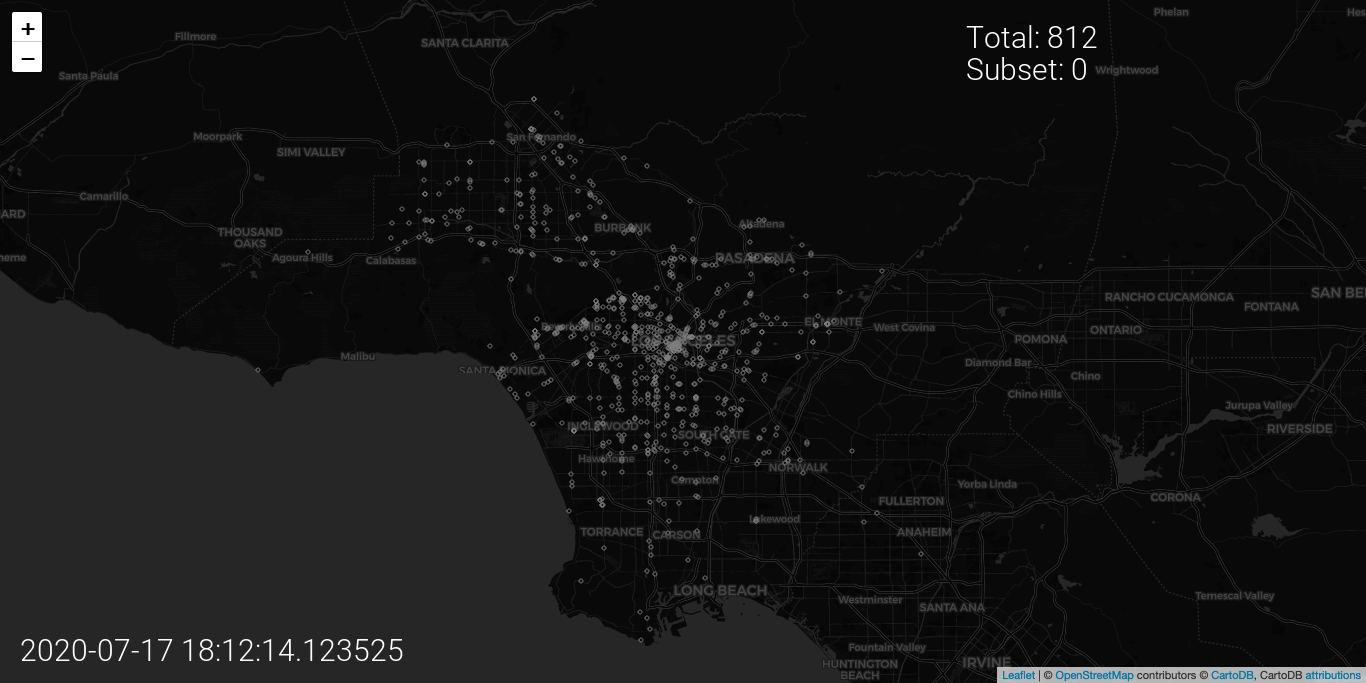 +
−
Total: 812
Subset: 0
Phelan
Hes
Fillmore
SANTA CLARITA
Santa Paula
Wrightwood
Moorpark
San Fernando
SIMI VALLEY
Camarillo
ARD
THOUSAND
OAKS
BURBANK
Altadena
neme
Agoura Hills
Calabasas
PASADENA
RANCHO CUCAMONGA
SAN BE
FONTANA
EL MONTE
West Covina
ONTARIO
POMONA
Malibu
SANTA MONICA
Diamond Bar
Chino
Chino Hills
Jurupa Valley
INGLEWOOD
SOUTH GATE
RIVERSIDE
Hawthorne
NORWALK
Compton
Yorba Linda
FULLERTON
CORONA
Lakewood
TORRANCE
CARSON
ANAHEIM
LONG BEACH
Westminster
SANTA ANA
Temescal Valley
Fountain Valley
HUNTINGTON
BEACH
IRVINE
2020-07-17 18:12:14.123525
Leaflet | © OpenStreetMap contributors © CartoDB, CartoDB attributions